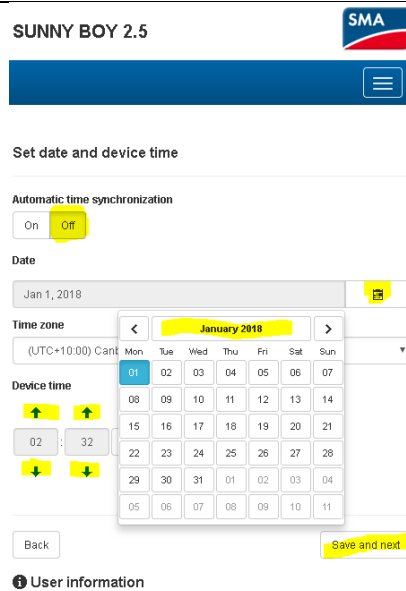 SUNNY BOY 2.5
SMA
Set date and device time
Automatic time synchronization
On Off
Date
Jan 1, 2018
Time zone
(UTC+10:00)
January 2018
Mon Tue Wed Thu Fri Sat Sun
01 02 03 04 05 06 07
08 09 10 11 12 13 14
15 16 17 18 19 20 21
22 23 24 25 26 27 28
29 30 31 01 02 03 04
05 06 07 08 09 10 11
Device time
02 : 32
Back Save and next
User information